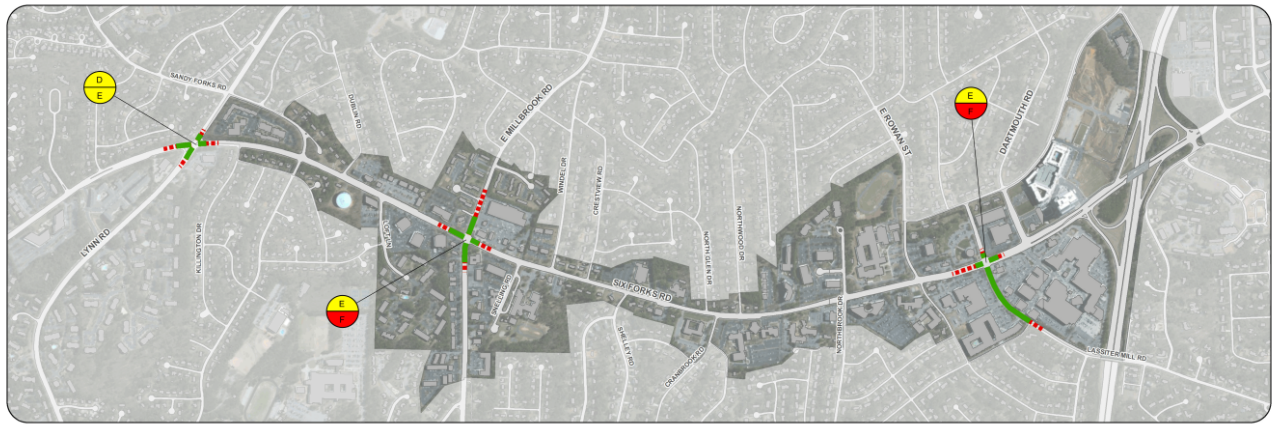 SANDY FORKS RD
D
E
DUBLIN RD
E MILLBROOK RD
E
F
E ROWAN ST
DARTMOUTH RD
WINDEL DR
CRESTVIEW RD
LYNN RD
KILLINGTON DR
NORTH GLEN DR
NORTHWOOD DR
SNELLING RD
SIX FORKS RD
E
F
NORTHBROOK DR
SHELLEY RD
CRANBROOK RD
LASSITER MILL RD